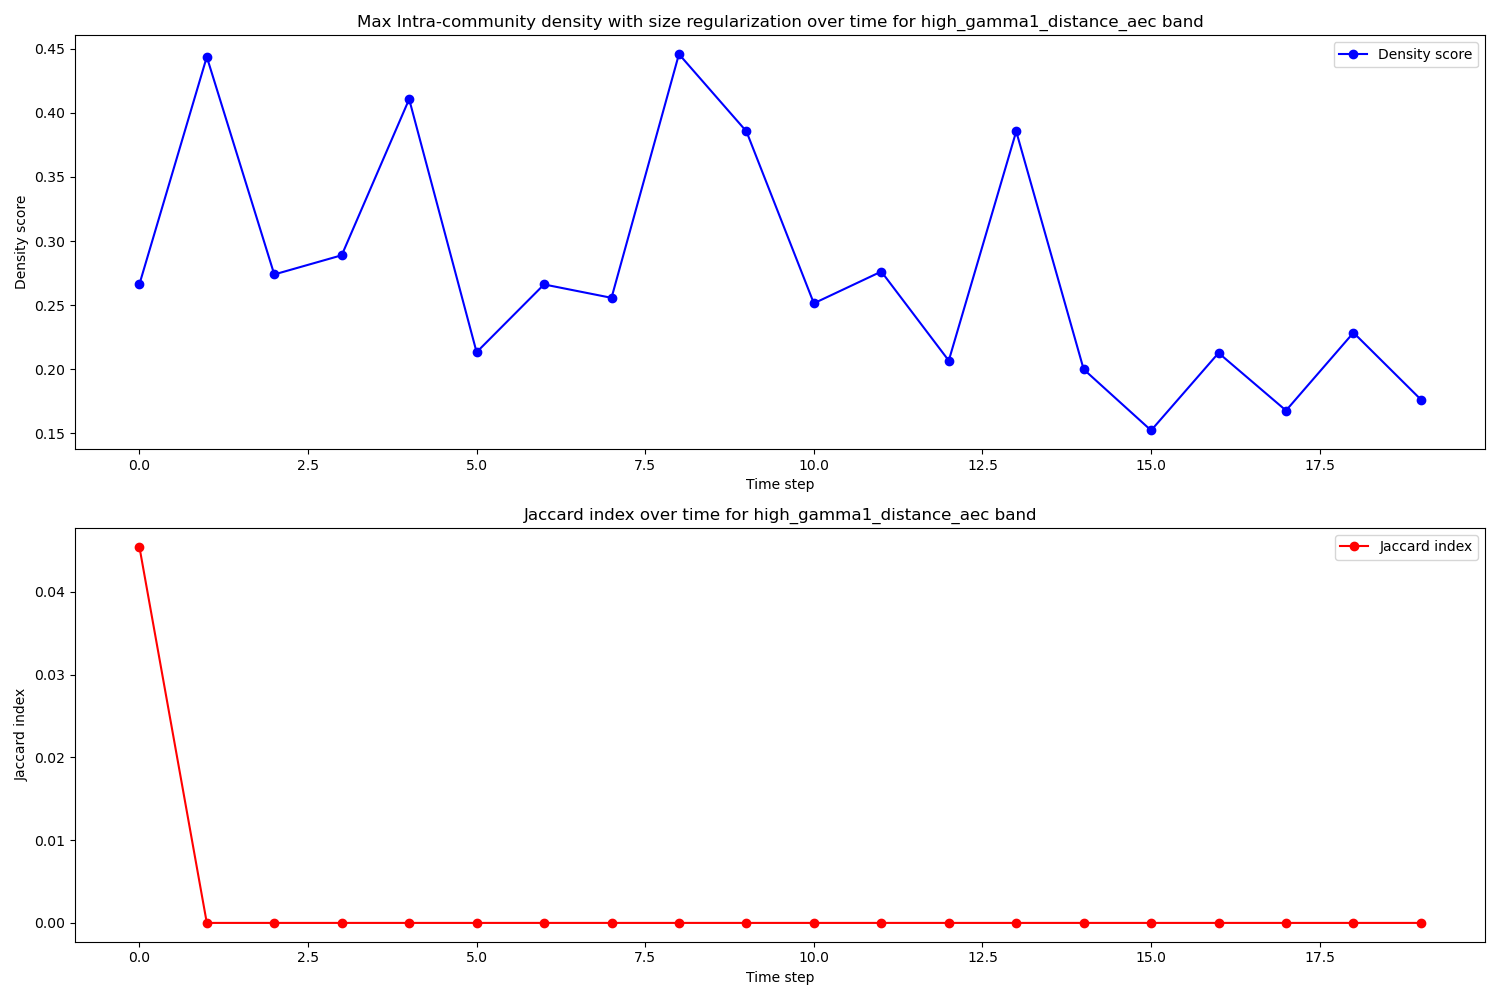 Max Intra-community density with size regularization over time for high_gamma1_distance_aec band
Density score
0.45
0.40
0.35
0.30
0.25
0.20
0.15
Density score
0.0 2.5 5.0 7.5 10.0 12.5 15.0 17.5
Time step
Jaccard index over time for high_gamma1_distance_aec band
Jaccard index
0.04
0.03
0.02
0.01
0.00
Jaccard index
0.0 2.5 5.0 7.5 10.0 12.5 15.0 17.5
Time step